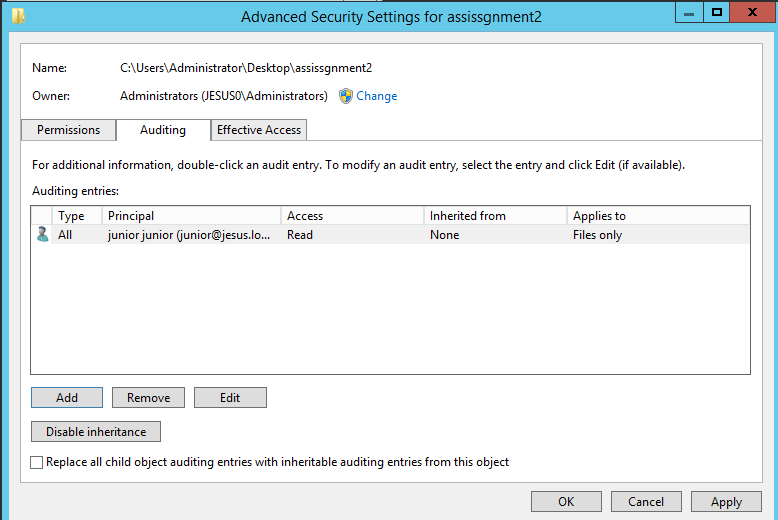 Advanced Security Settings for assissgnment2
Name: C:\Users\Administrator\Desktop\assissgnment2
Owner: Administrators (JESUS0\Administrators) Change
Permissions Auditing Effective Access
For additional information, double-click an audit entry. To modify an audit entry, select the entry and click Edit (if available).
Auditing entries:
Type Principal Access Inherited from Applies to
All junior junior (junior@jesus.lo... Read None Files only
Add Remove Edit
Disable inheritance
Replace all child object auditing entries with inheritable auditing entries from this object
OK Cancel Apply